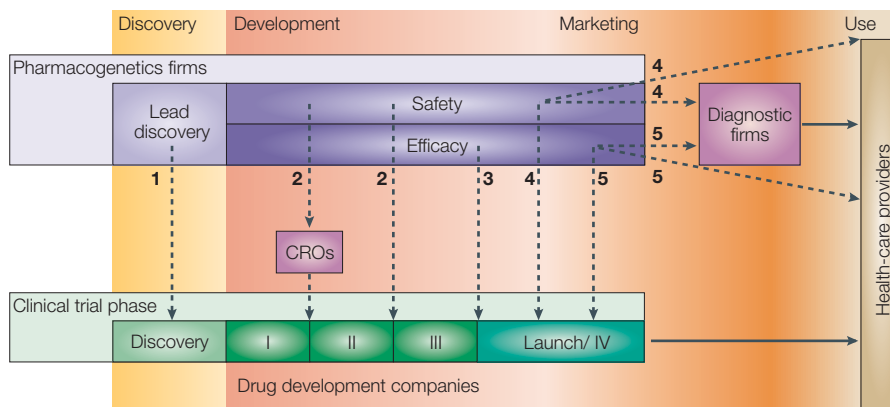 Discovery
Development
Marketing
Use
Pharmacogenetics firms
4
4
Lead
discovery
Safety
Efficacy
Diagnostic
firms
5
5
1
2
2
3
4
5
CROs
Health-care providers
Clinical trial phase
Discovery
I
II
III
Launch/ IV
Drug development companies